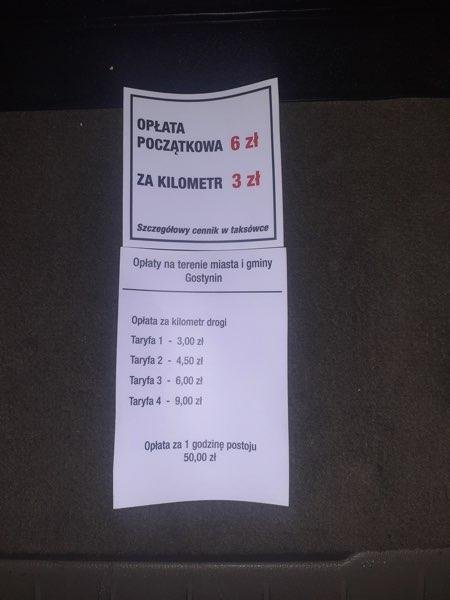 OPŁATA
POCZĄTKOWA 6 zł
ZA KILOMETR 3 zł
Szczegółowy cennik w taksówce
Opłaty na terenie miasta i gminy
Gostynin
Opłata za kilometr drogi
Taryfa 1 - 3,00 zł
Taryfa 2 - 4,50 zł
Taryfa 3 - 6,00 zł
Taryfa 4 - 9,00 zł
Opłata za 1 godzinę postoju
50,00 zł